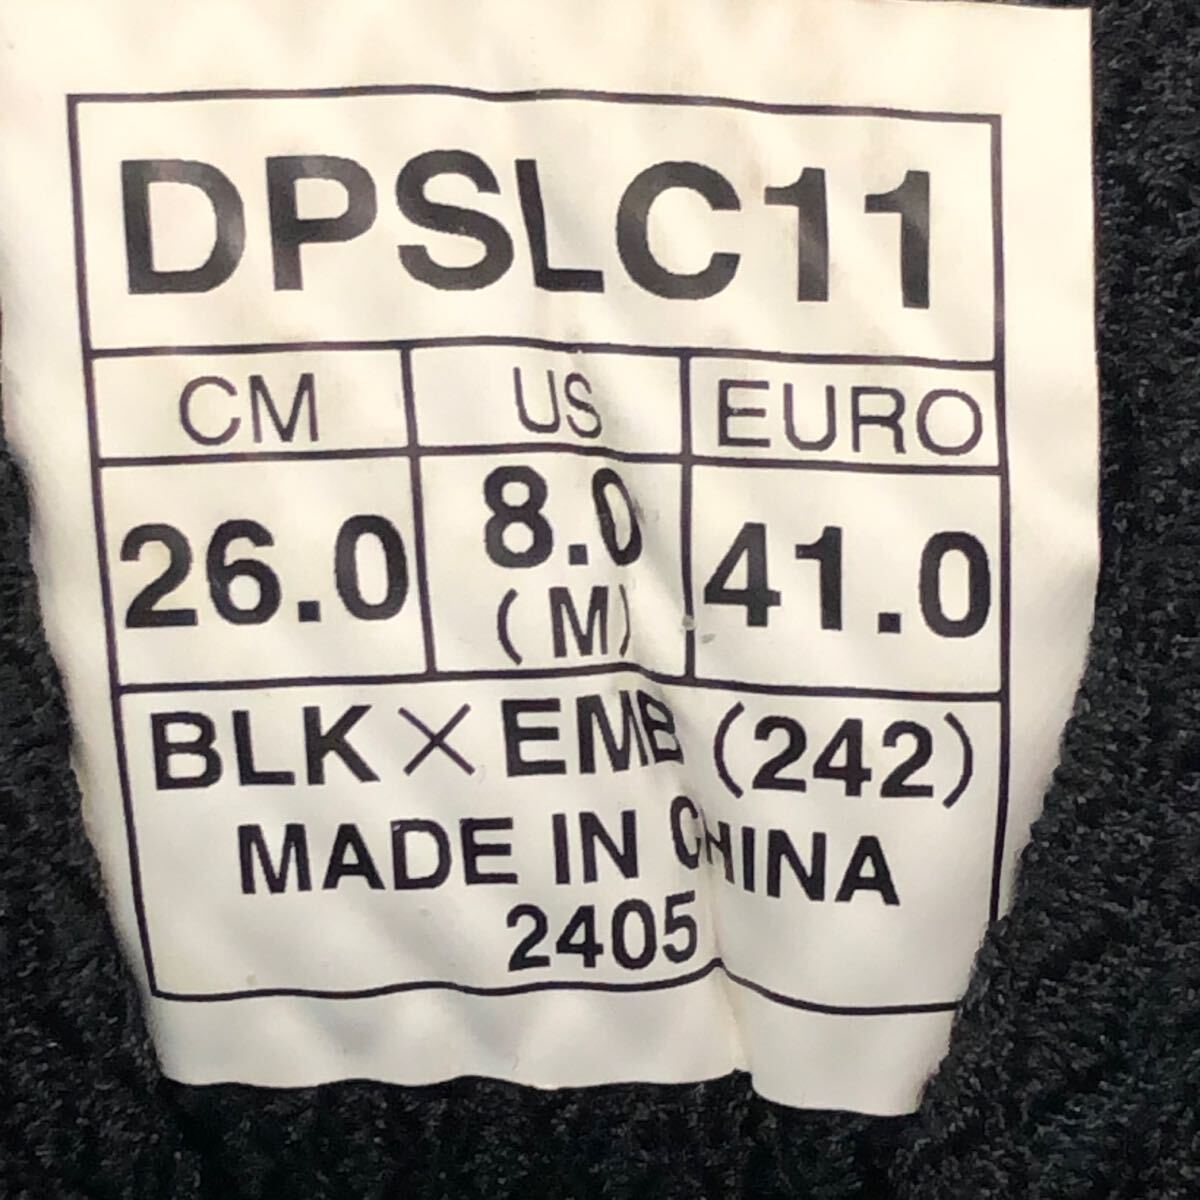 DPSLC11
CM US EURO
26.0 8.0 (M) 41.0
BLK×EMB (242)
MADE IN CHINA
2405